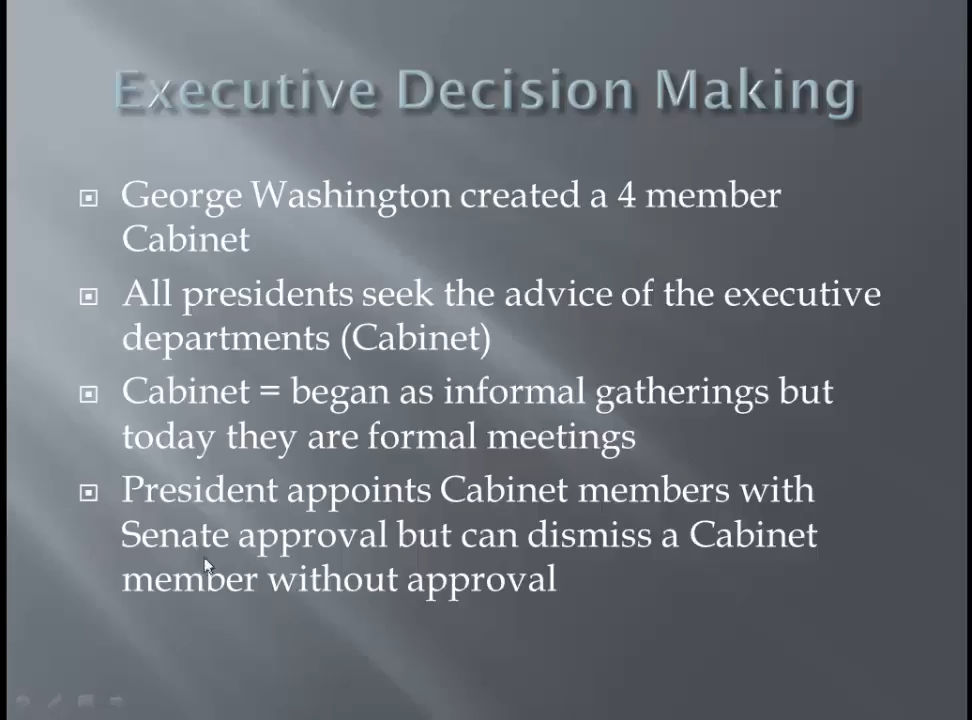 Executive Decision Making
George Washington created a 4 member
Cabinet
All presidents seek the advice of the executive
departments (Cabinet)
Cabinet = began as informal gatherings but
today they are formal meetings
President appoints Cabinet members with
Senate approval but can dismiss a Cabinet
member without approval